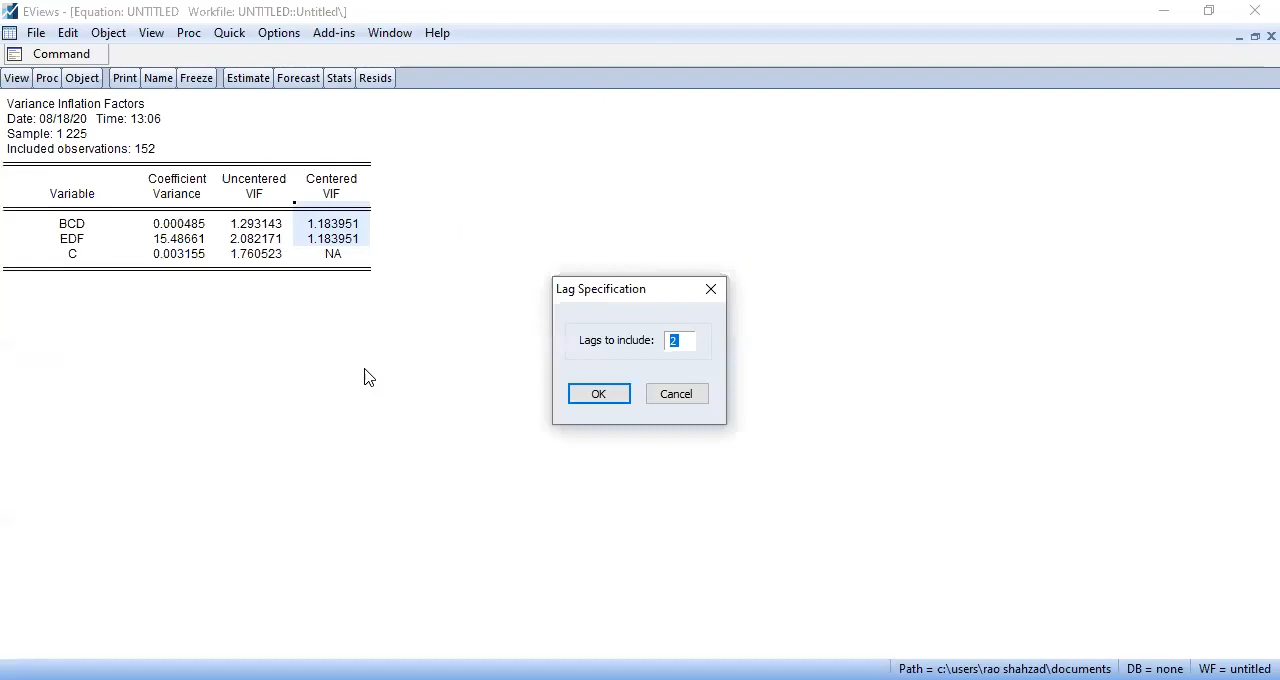 EViews - [Equation: UNTITLED   Workfile: UNTITLED::Untitled\]
File Edit Object View Proc Quick Options Add-ins Window Help
Command
View Proc Object Print Name Freeze Estimate Forecast Stats Resids
Variance Inflation Factors
Date: 08/18/20   Time: 13:06
Sample: 1 225
Included observations: 152
Coefficient Uncentered Centered
Variable Variance VIF VIF
BCD 0.000485 1.293143 1.183951
EDF 15.48661 2.082171 1.183951
C 0.003155 1.760523 NA
Lag Specification
Lags to include: 2
OK Cancel
Path = c:\users\rao shahzad\documents DB = none WF = untitled